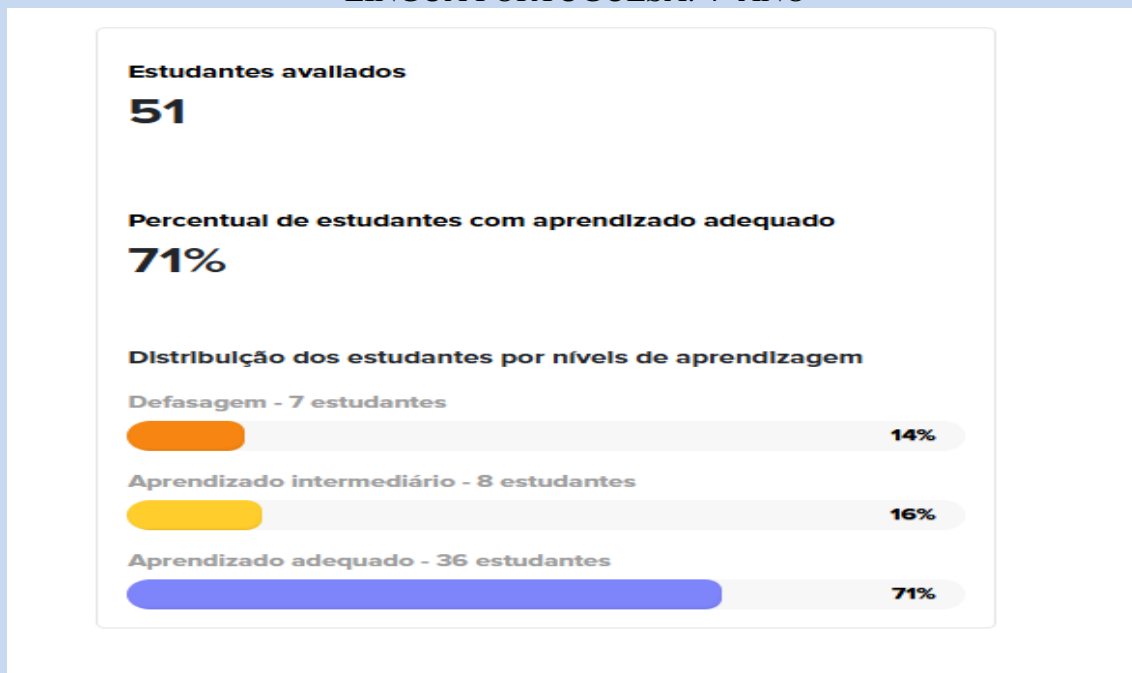 Estudantes avaliados
51
Percentual de estudantes com aprendizado adequado
71%
Distribuição dos estudantes por níveis de aprendizagem
Defasagem - 7 estudantes
14%
Aprendizado intermediário - 8 estudantes
16%
Aprendizado adequado - 36 estudantes
71%